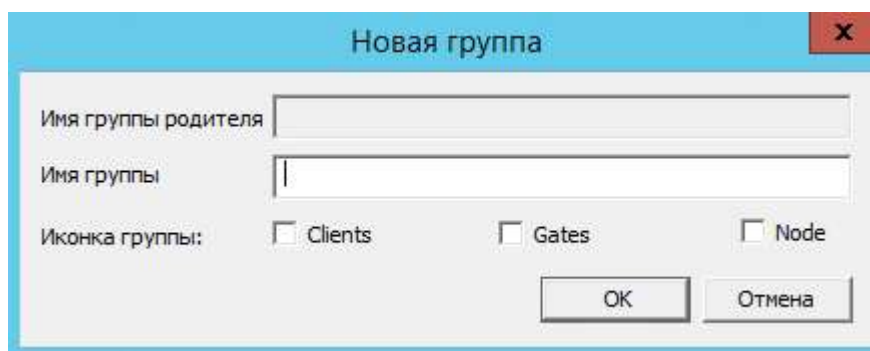 Новая группа
x
Имя группы родителя
Имя группы
Иконка группы: Clients Gates Node
OK Отмена